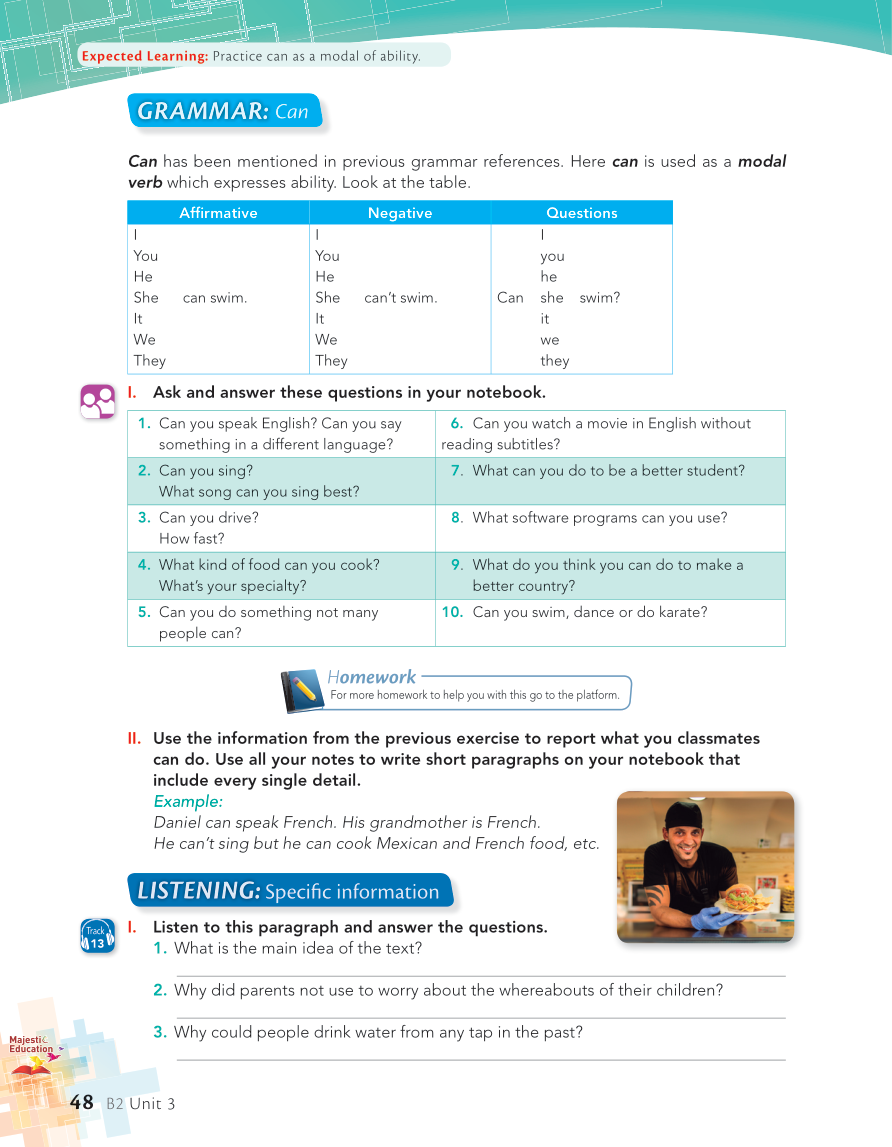 Expected Learning: Practice can as a modal of ability.
GRAMMAR: Can
Can has been mentioned in previous grammar references. Here can is used as a modal
verb which expresses ability. Look at the table.
Affirmative Negative Questions
I I I
You You you
He He he
She can swim. She can't swim. Can she swim?
It It it
We We we
They They they
I. Ask and answer these questions in your notebook.
1. Can you speak English? Can you say
something in a different language?
6. Can you watch a movie in English without
reading subtitles?
2. Can you sing?
What song can you sing best?
7. What can you do to be a better student?
3. Can you drive?
How fast?
8. What software programs can you use?
4. What kind of food can you cook?
What's your specialty?
9. What do you think you can do to make a
better country?
5. Can you do something not many
people can?
10. Can you swim, dance or do karate?
Homework
For more homework to help you with this go to the platform.
II. Use the information from the previous exercise to report what you classmates
can do. Use all your notes to write short paragraphs on your notebook that
include every single detail.
Example:
Daniel can speak French. His grandmother is French.
He can't sing but he can cook Mexican and French food, etc.
LISTENING: Specific information
Track
13
I. Listen to this paragraph and answer the questions.
1. What is the main idea of the text?
2. Why did parents not use to worry about the whereabouts of their children?
3. Why could people drink water from any tap in the past?
Majestic
Education
48 B2 Unit 3